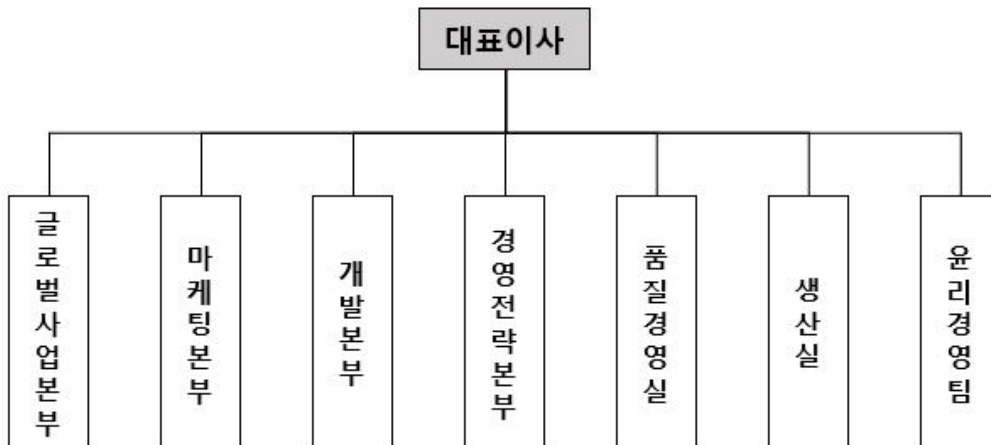 대표이사
글로벌사업본부
마케팅본부
개발본부
경영전략본부
품질경영실
생산실
윤리경영팀